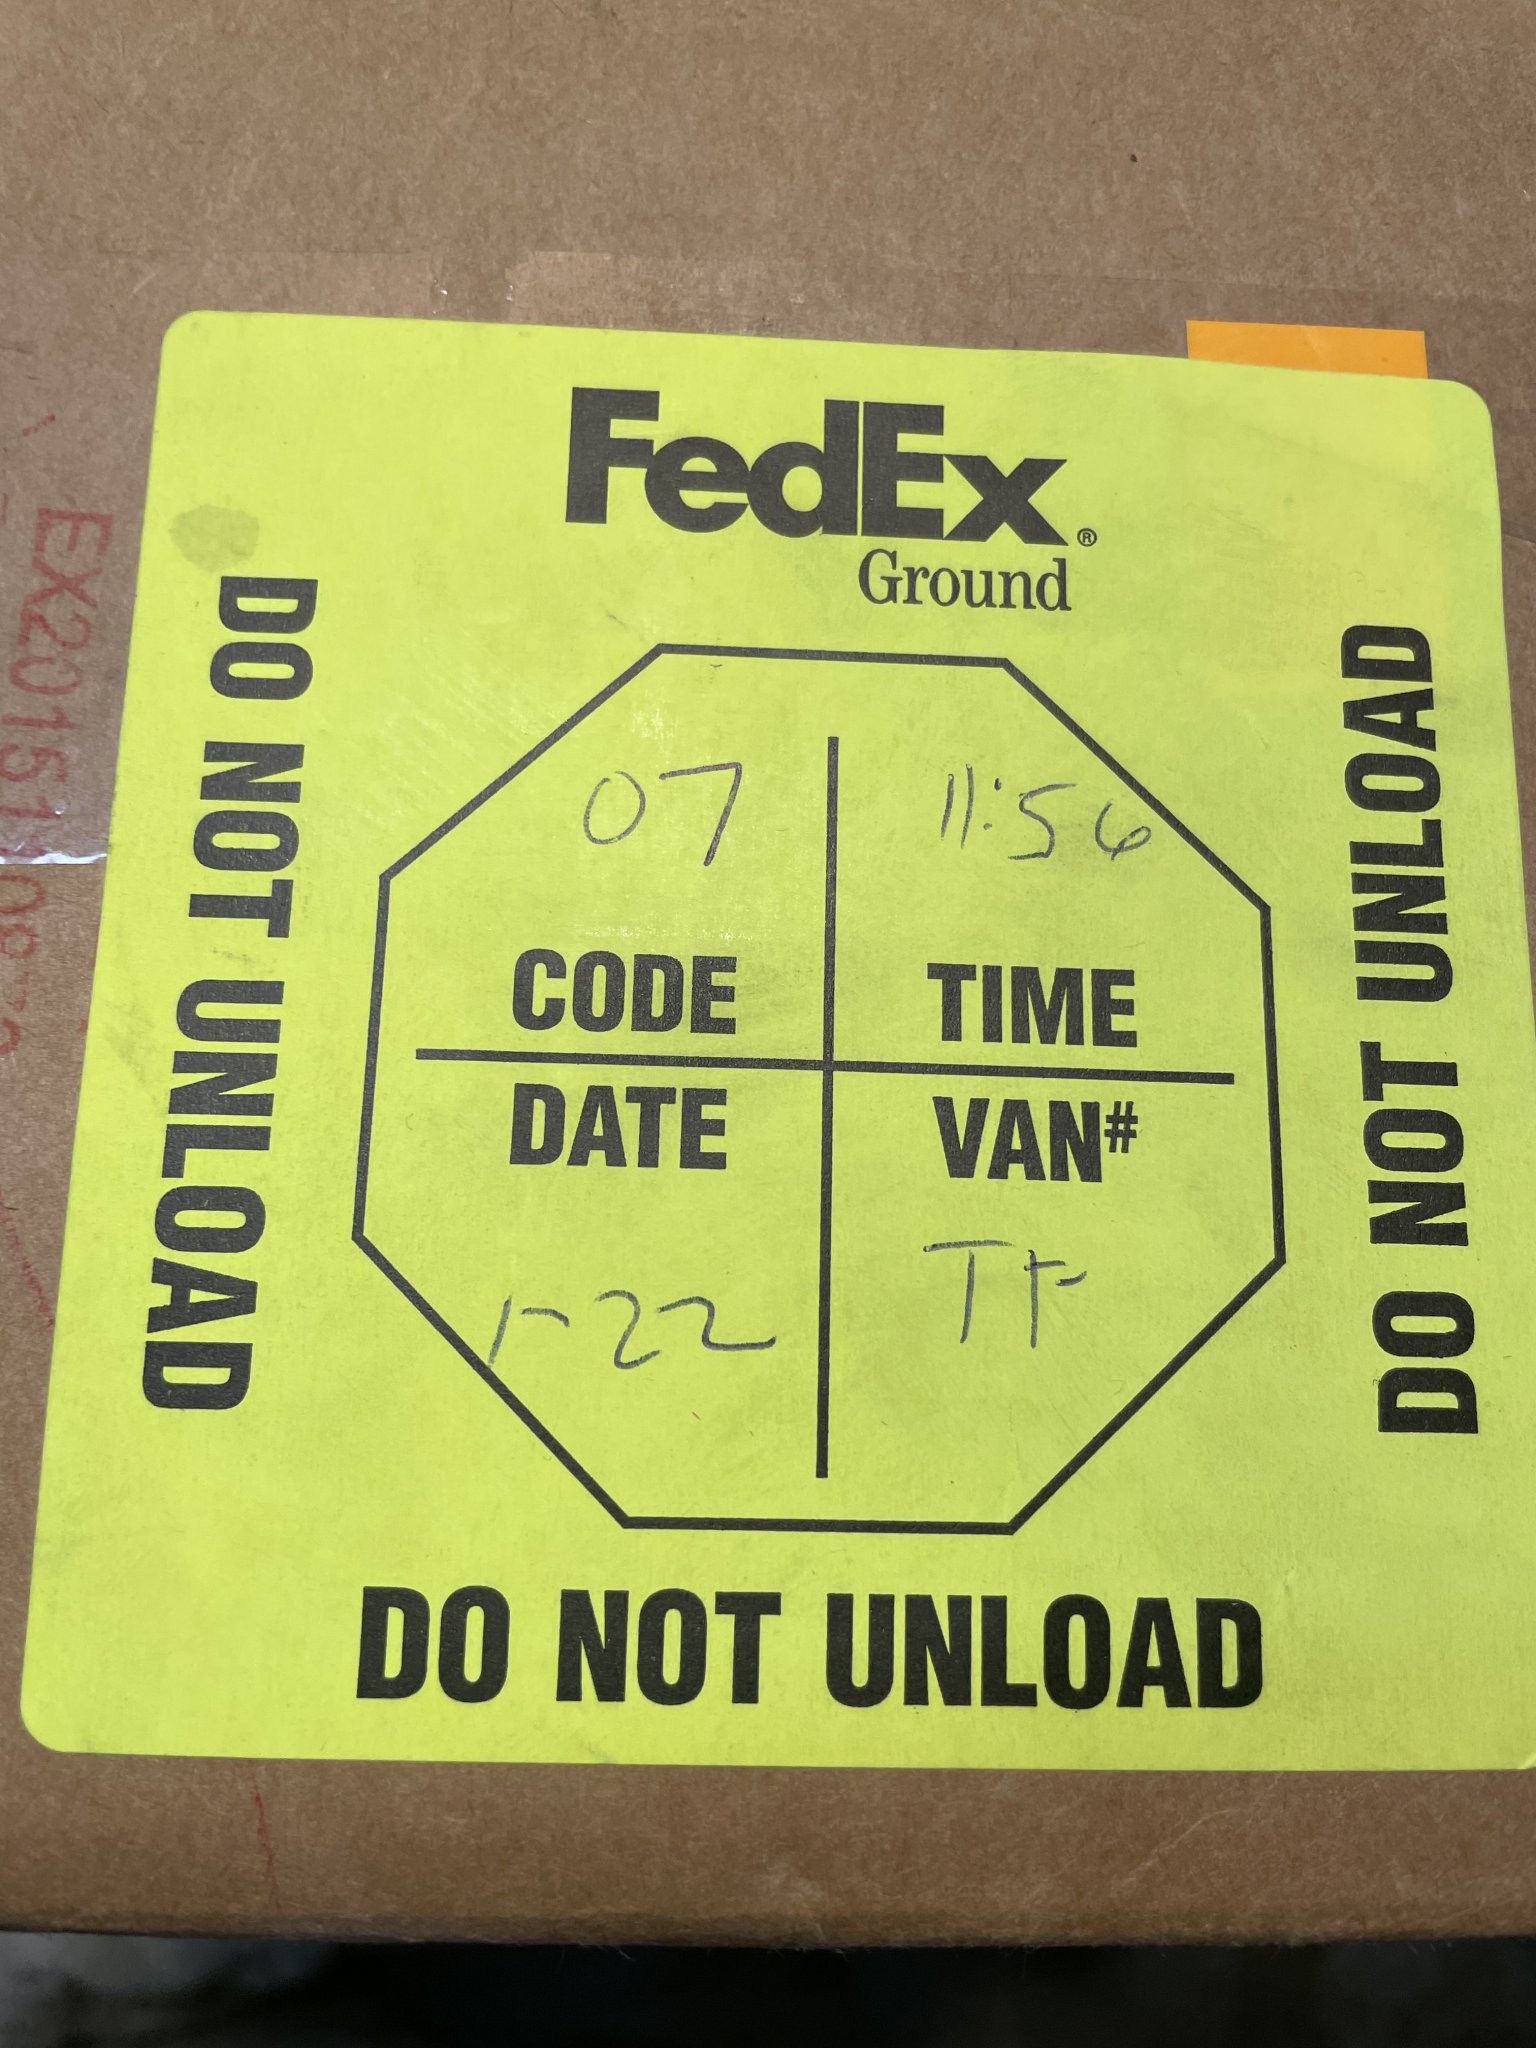 FedEx®
Ground
DO NOT UNLOAD
DO NOT UNLOAD
07
11:56
CODE
TIME
DATE
VAN#
1-22
TF
DO NOT UNLOAD